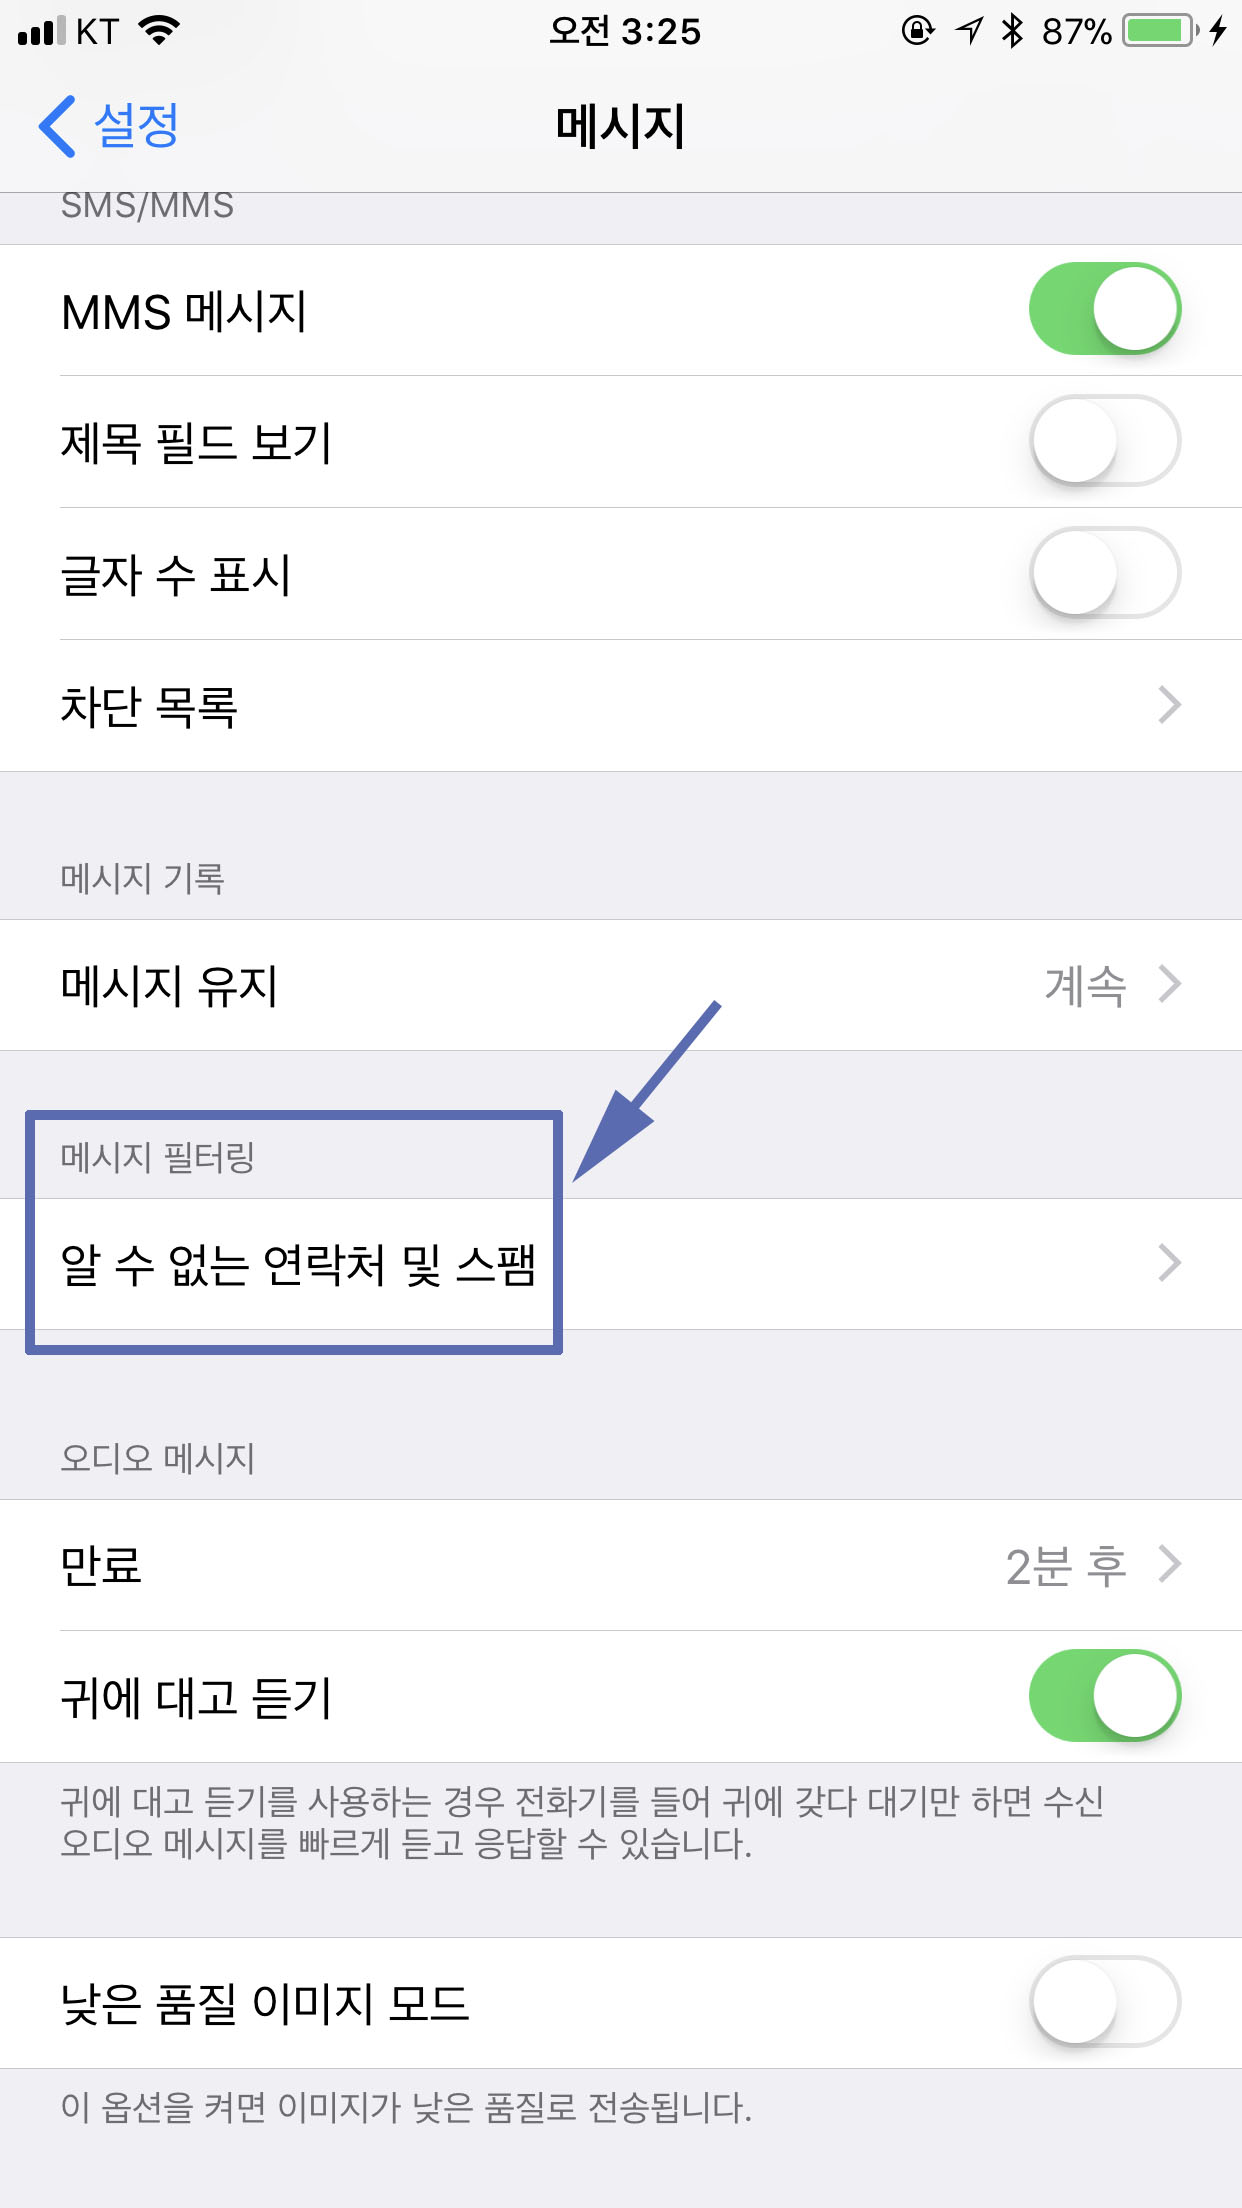 KT 오전 3:25 87%
설정 메시지
SMS/MMS
MMS 메시지
제목 필드 보기
글자 수 표시
차단 목록
메시지 기록
메시지 유지 계속
메시지 필터링
알 수 없는 연락처 및 스팸
오디오 메시지
만료 2분 후
귀에 대고 듣기
귀에 대고 듣기를 사용하는 경우 전화기를 들어 귀에 갖다 대기만 하면 수신
오디오 메시지를 빠르게 듣고 응답할 수 있습니다.
낮은 품질 이미지 모드
이 옵션을 켜면 이미지가 낮은 품질로 전송됩니다.